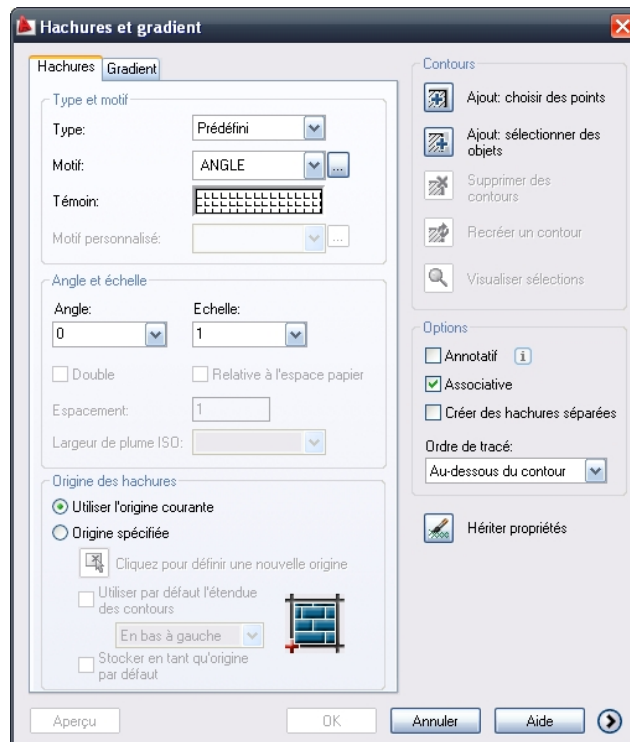 Hachures et gradient
Hachures
Gradient
Type et motif
Type:
Prédéfini
Motif:
ANGLE
...
Témoin:
Motif personnalisé:
...
Angle et échelle
Angle:
Echelle:
0
1
Double
Relative à l'espace papier
Espacement:
1
Largeur de plume ISO:
Origine des hachures
Utiliser l'origine courante
Origine spécifiée
Cliquez pour définir une nouvelle origine
Utiliser par défaut l'étendue
des contours
En bas à gauche
Stocker en tant qu'origine
par défaut
Contours
Ajout: choisir des points
Ajout: sélectionner des
objets
Supprimer des
contours
Recréer un contour
Visualiser sélections
Options
Annotatif
i
Associative
Créer des hachures séparées
Ordre de tracé:
Au-dessous du contour
Hériter propriétés
Aperçu
OK
Annuler
Aide